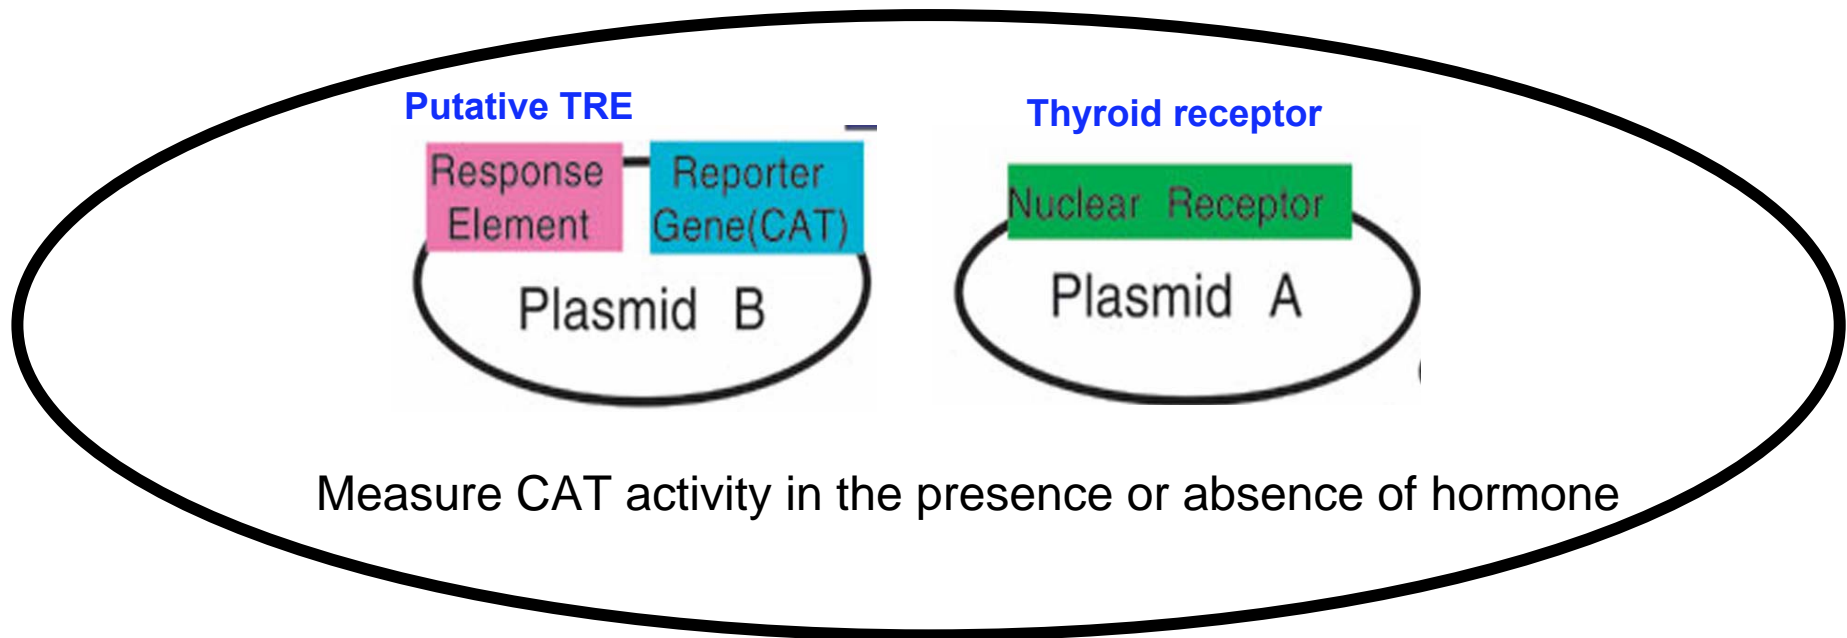 Putative TRE
Thyroid receptor
Response
Element
Reporter
Gene(CAT)
Nuclear Receptor
Plasmid B
Plasmid A
Measure CAT activity in the presence or absence of hormone